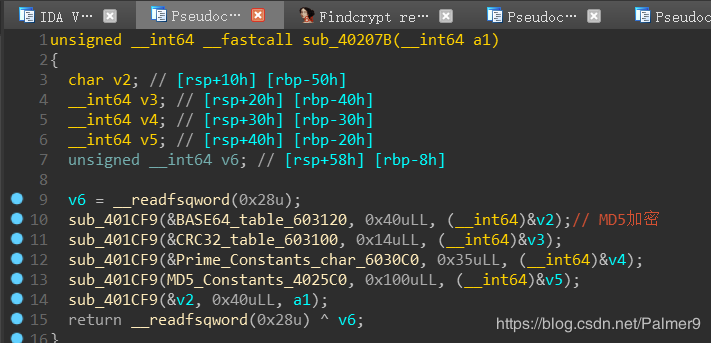 IDA V…
Pseudoc…
Findcrypt re…
Pseudoc…
Pseudoc…
1 unsigned __int64 __fastcall sub_40207B(__int64 a1)
2 {
3 char v2; // [rsp+10h] [rbp-50h]
4 __int64 v3; // [rsp+20h] [rbp-40h]
5 __int64 v4; // [rsp+30h] [rbp-30h]
6 __int64 v5; // [rsp+40h] [rbp-20h]
7 unsigned __int64 v6; // [rsp+58h] [rbp-8h]
8
9 v6 = __readfsqword(0x28u);
10 sub_401CF9(&BASE64_table_603120, 0x40uLL, (__int64)&v2);// MD5加密
11 sub_401CF9(&CRC32_table_603100, 0x14uLL, (__int64)&v3);
12 sub_401CF9(&Prime_Constants_char_6030C0, 0x35uLL, (__int64)&v4);
13 sub_401CF9(MD5_Constants_4025C0, 0x100uLL, (__int64)&v5);
14 sub_401CF9(&v2, 0x40uLL, a1);
15 return __readfsqword(0x28u) ^ v6;
16 }
https://blog.csdn.net/Palmer9